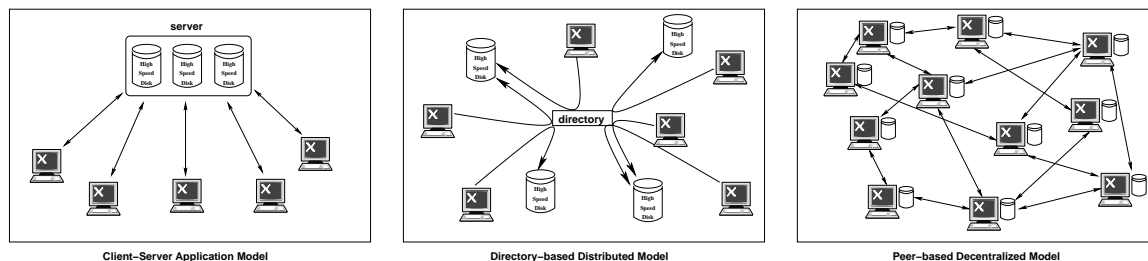 server
High
Speed
Disk
High
Speed
Disk
High
Speed
Disk
Client-Server Application Model
High
Speed
Disk
High
Speed
Disk
directory
High
Speed
Disk
High
Speed
Disk
Directory-based Distributed Model
Peer-based Decentralized Model